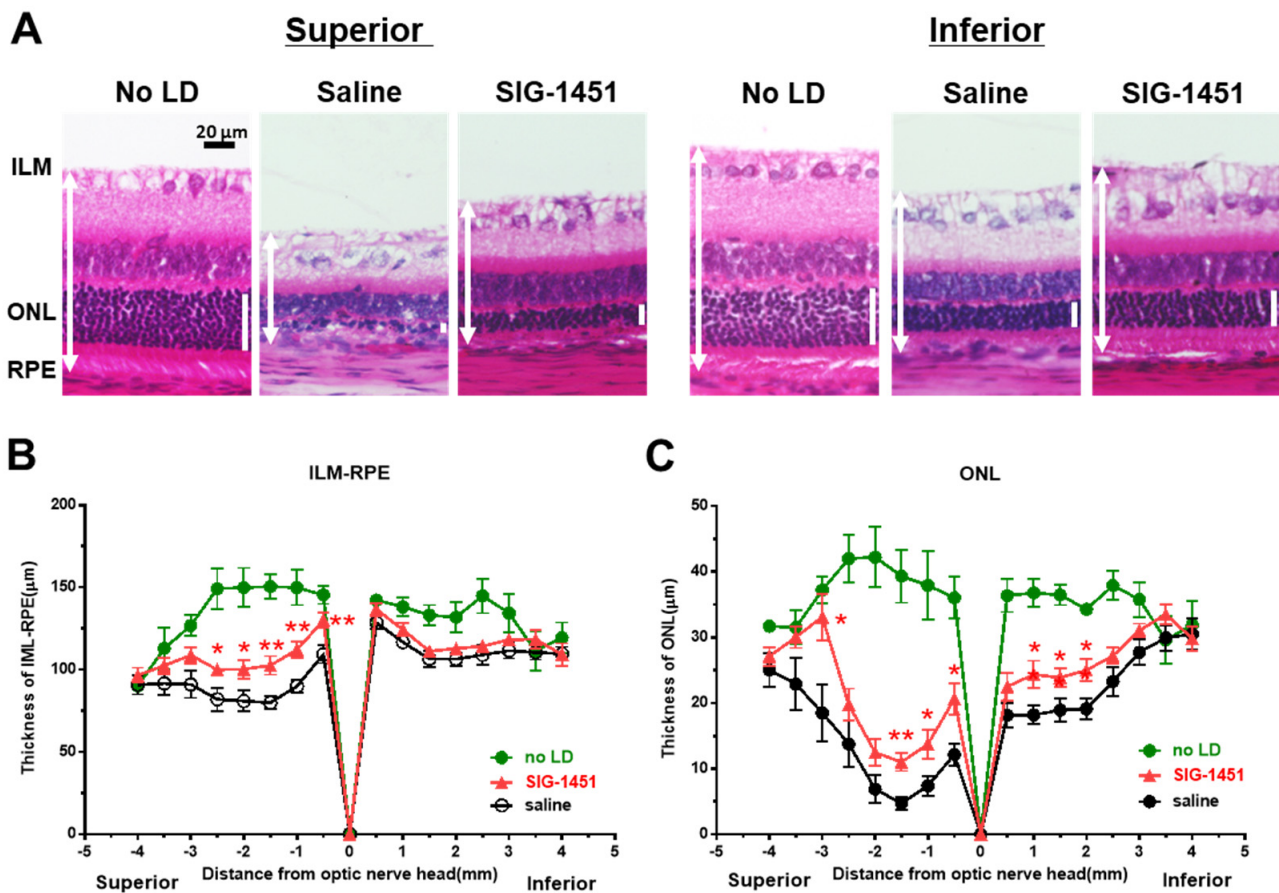 A
Superior
Inferior
No LD
Saline
SIG-1451
No LD
Saline
SIG-1451
20 μm
ILM
ONL
RPE
B
ILM-RPE
Thickness of IML-RPE(μm)
200
150
100
50
0
* * ** ** **
no LD
SIG-1451
saline
-5 -4 -3 -2 -1 0 1 2 3 4 5
Superior
Distance from optic nerve head(mm)
Inferior
C
ONL
Thickness of ONL(μm)
50
40
30
20
10
0
* ** * * * * * * *
no LD
SIG-1451
saline
-5 -4 -3 -2 -1 0 1 2 3 4 5
Superior
Distance from optic nerve head(mm)
Inferior